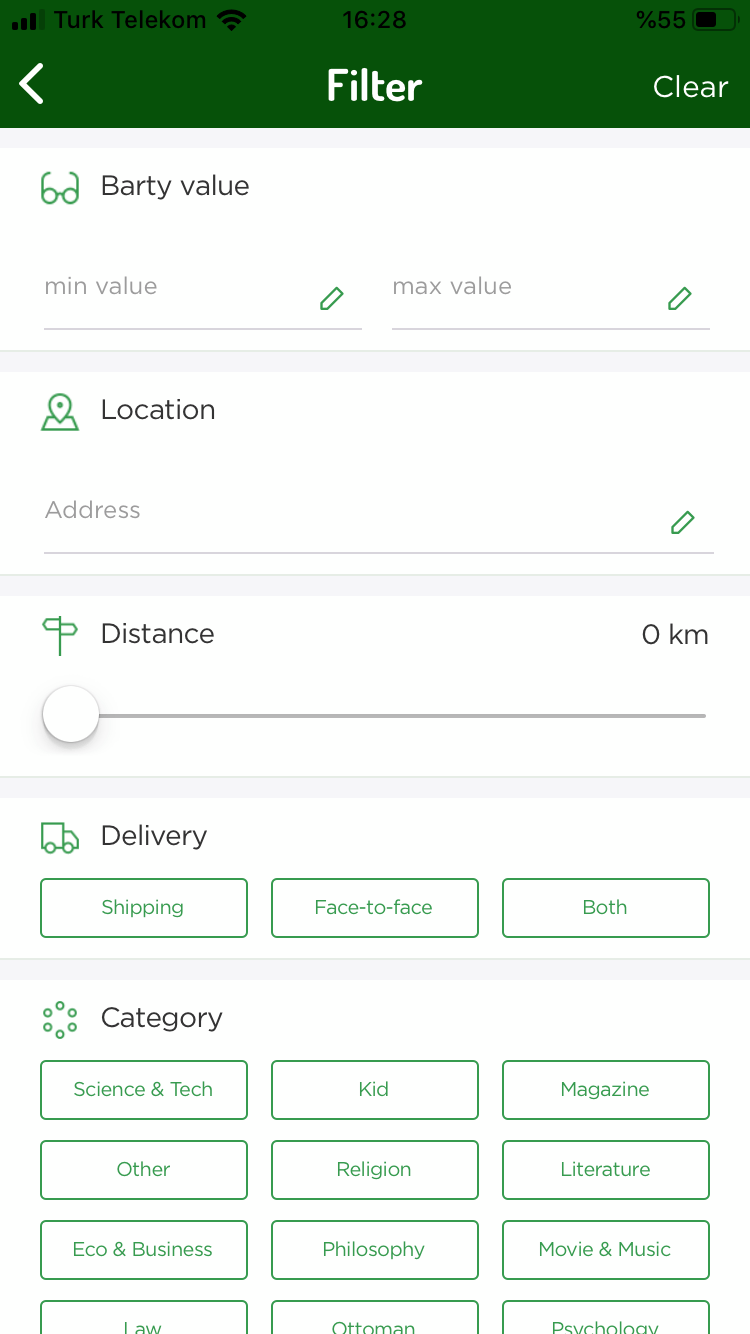 Turk Telekom 16:28 %55
Filter Clear
Barty value
min value max value
Location
Address
Distance 0 km
Delivery
Shipping Face-to-face Both
Category
Science & Tech Kid Magazine
Other Religion Literature
Eco & Business Philosophy Movie & Music
Law Ottoman Psychology